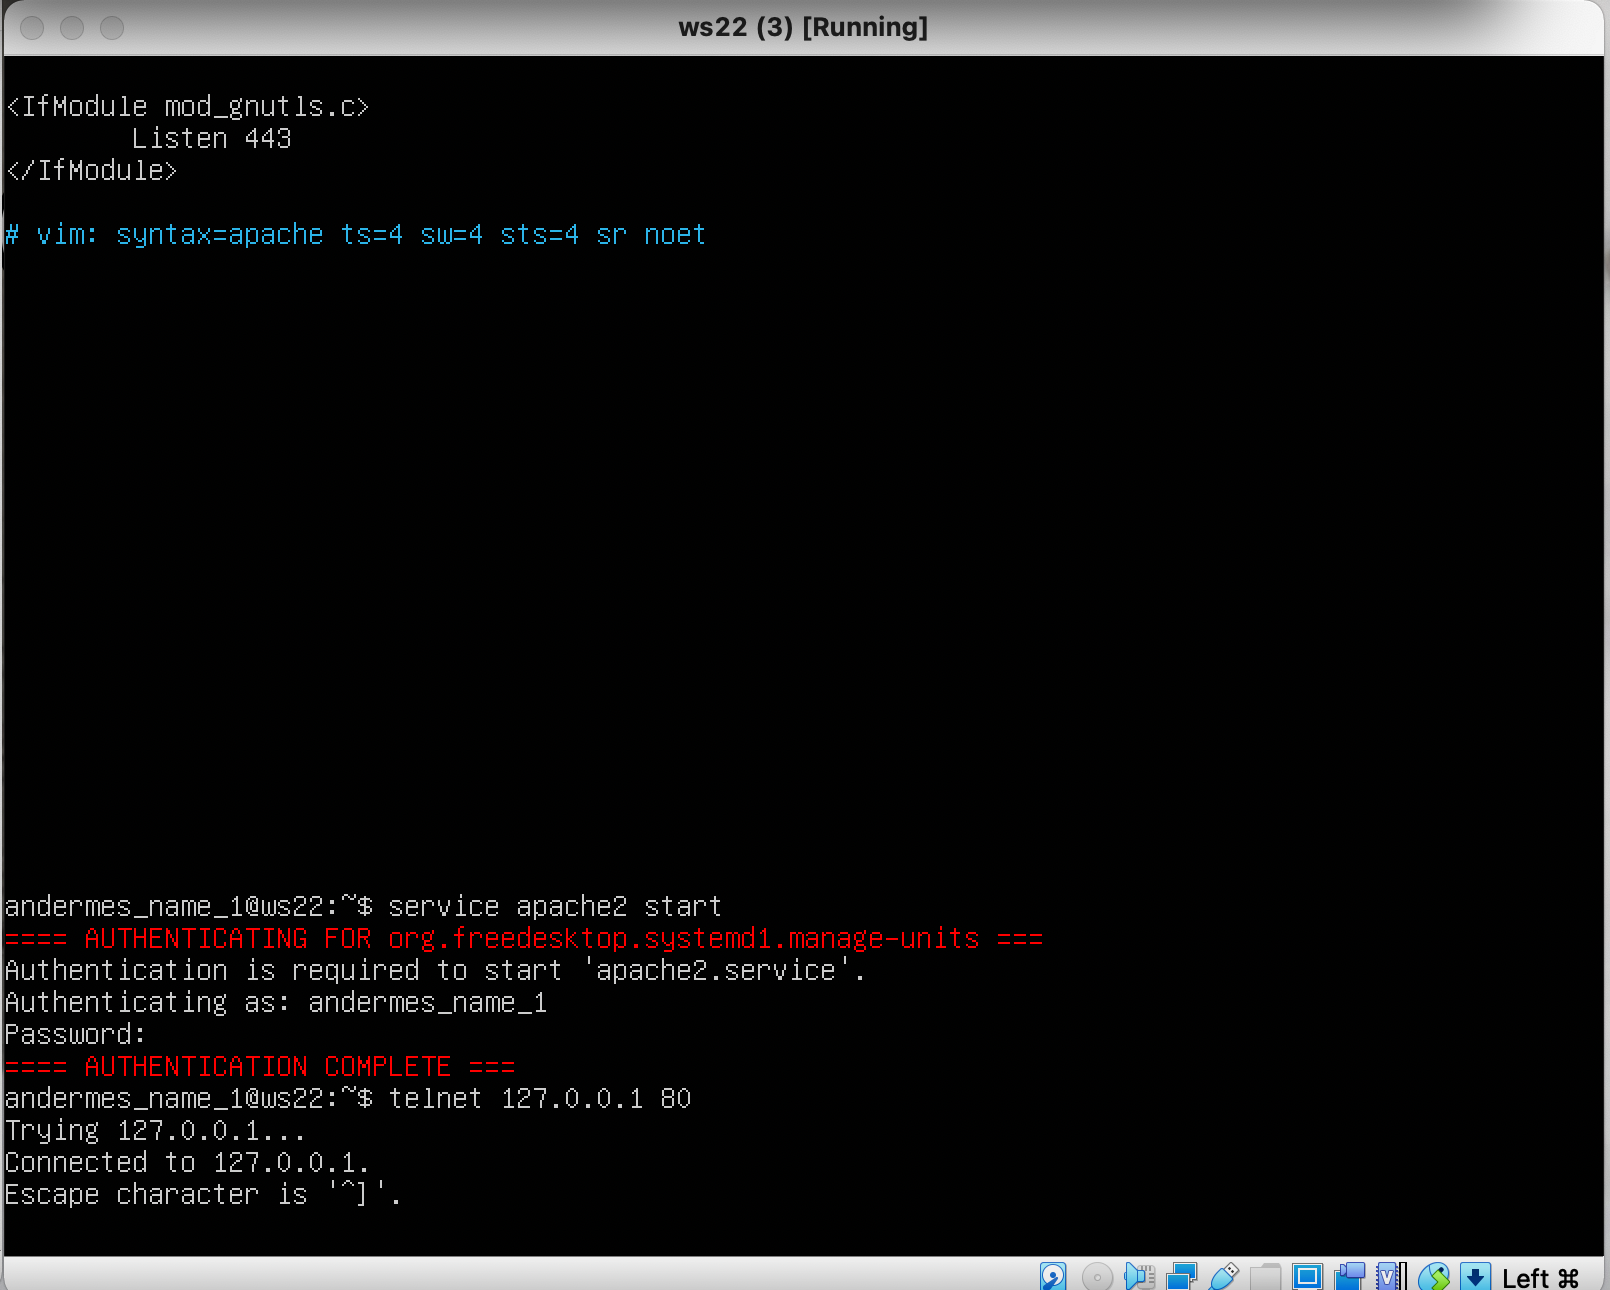 ws22 (3) [Running]
<IfModule mod_gnutls.c>
        Listen 443
</IfModule>
# vim: syntax=apache ts=4 sw=4 sts=4 sr noet
andermes_name_1@ws22:~$ service apache2 start
==== AUTHENTICATING FOR org.freedesktop.systemd1.manage-units ===
Authentication is required to start 'apache2.service'.
Authenticating as: andermes_name_1
Password:
==== AUTHENTICATION COMPLETE ===
andermes_name_1@ws22:~$ telnet 127.0.0.1 80
Trying 127.0.0.1...
Connected to 127.0.0.1.
Escape character is '^]'.
Left ⌘